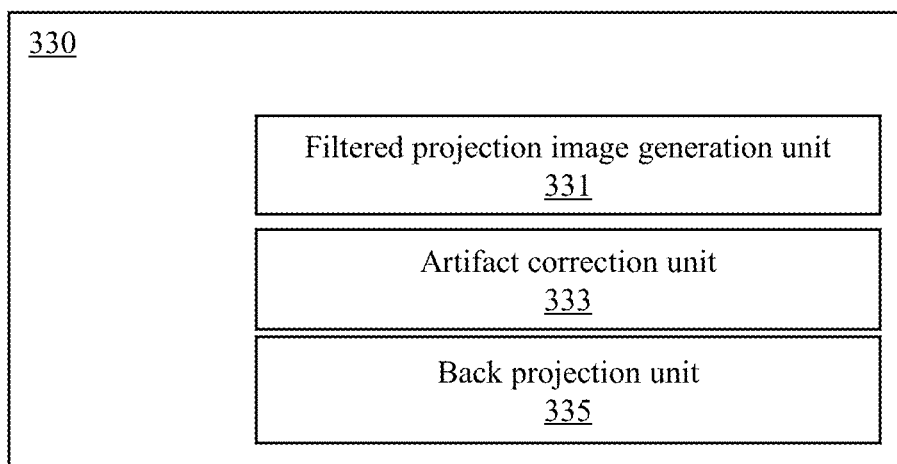 330
Filtered projection image generation unit
331
Artifact correction unit
333
Back projection unit
335